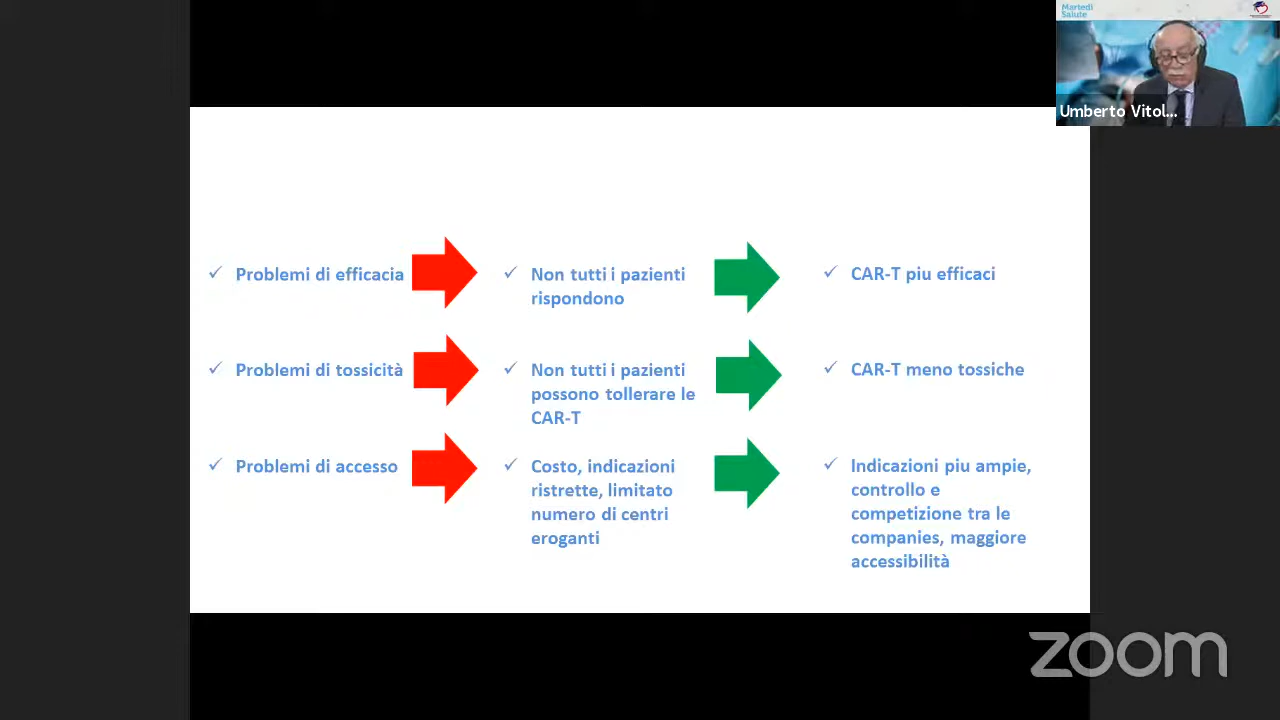 Martedì
Salute
Umberto Vitol...
✓ Problemi di efficacia
✓ Non tutti i pazienti
rispondono
✓ CAR-T piu efficaci
✓ Problemi di tossicità
✓ Non tutti i pazienti
possono tollerare le
CAR-T
✓ CAR-T meno tossiche
✓ Problemi di accesso
✓ Costo, indicazioni
ristrette, limitato
numero di centri
eroganti
✓ Indicazioni piu ampie,
controllo e
competizione tra le
companies, maggiore
accessibilità
zoom